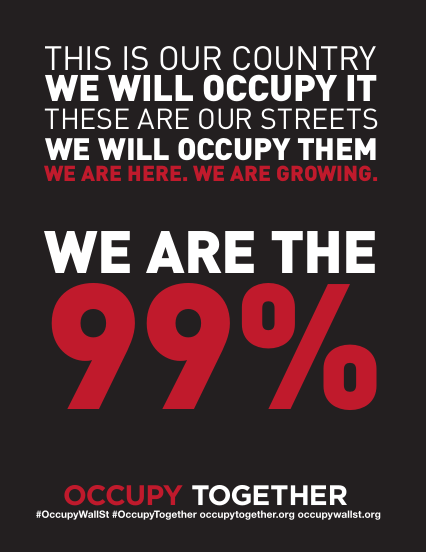 THIS IS OUR COUNTRY
WE WILL OCCUPY IT
THESE ARE OUR STREETS
WE WILL OCCUPY THEM
WE ARE HERE. WE ARE GROWING.
WE ARE THE
99%
OCCUPY TOGETHER
#OccupyWallSt #OccupyTogether occupytogether.org occupywallst.org